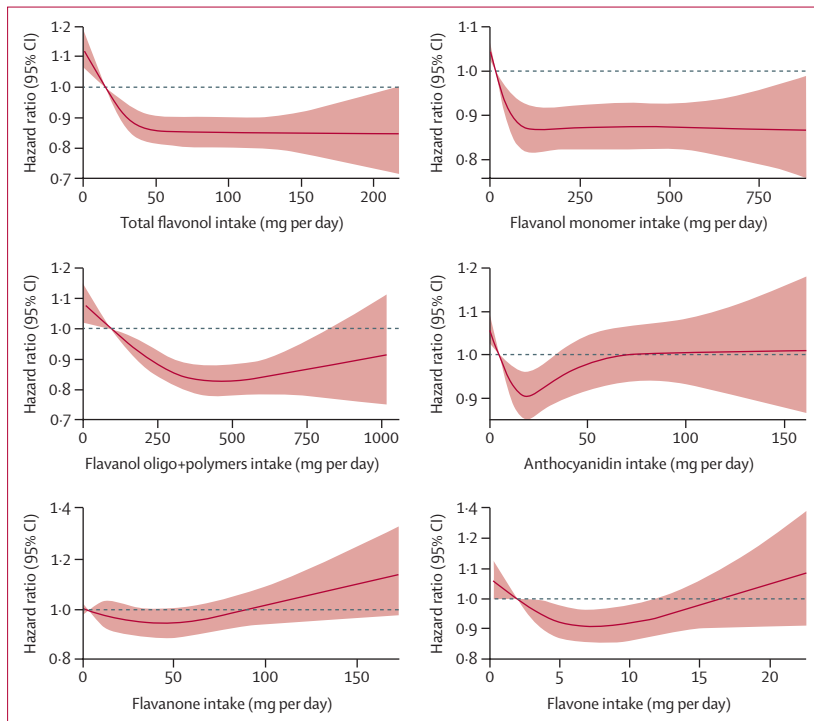 Hazard ratio (95% CI)
1·2
1·1
1·0
0·9
0·8
0·7
0 50 100 150 200
Total flavonol intake (mg per day)
Hazard ratio (95% CI)
1·1
1·0
0·9
0·8
0 250 500 750
Flavanol monomer intake (mg per day)
Hazard ratio (95% CI)
1·2
1·1
1·0
0·9
0·8
0·7
0 250 500 750 1000
Flavanol oligo+polymers intake (mg per day)
Hazard ratio (95% CI)
1·2
1·1
1·0
0·9
0 50 100 150
Anthocyanidin intake (mg per day)
Hazard ratio (95% CI)
1·4
1·2
1·0
0·8
0 50 100 150
Flavanone intake (mg per day)
Hazard ratio (95% CI)
1·4
1·2
1·1
1·0
0·9
0·8
0 5 10 15 20
Flavone intake (mg per day)